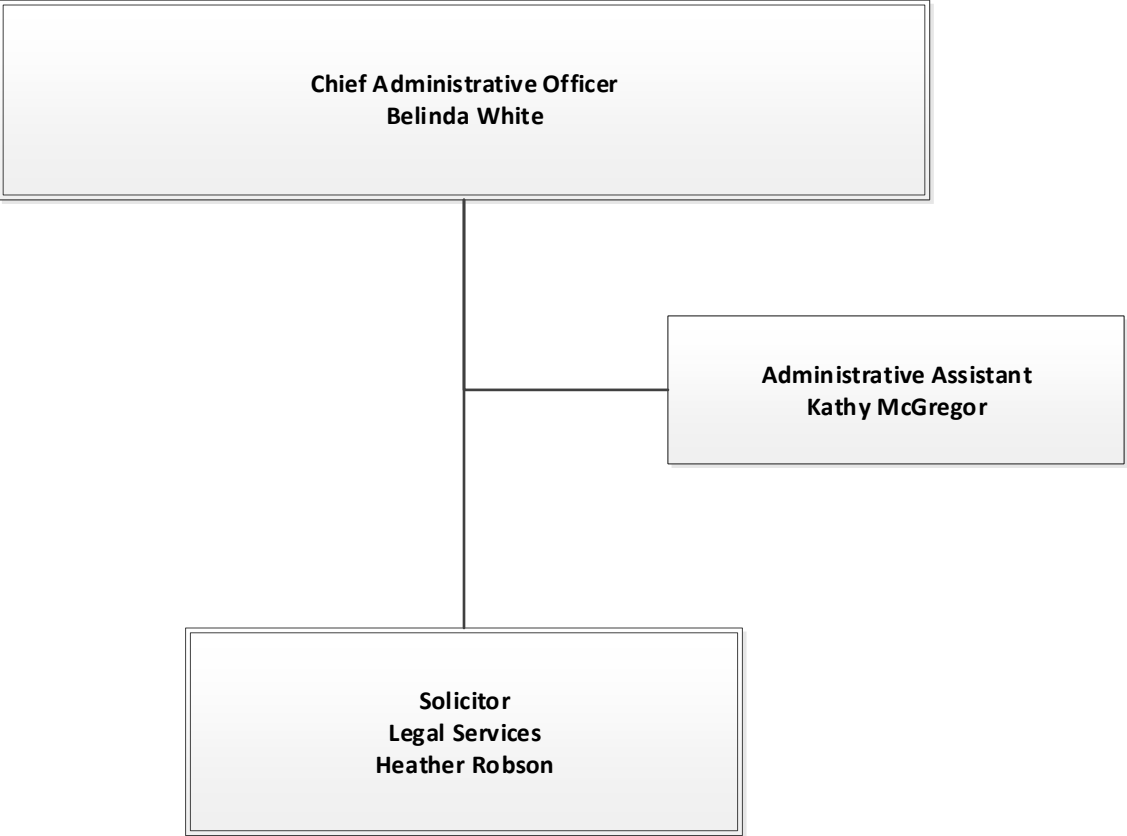 Chief Administrative Officer
Belinda White
Administrative Assistant
Kathy McGregor
Solicitor
Legal Services
Heather Robson